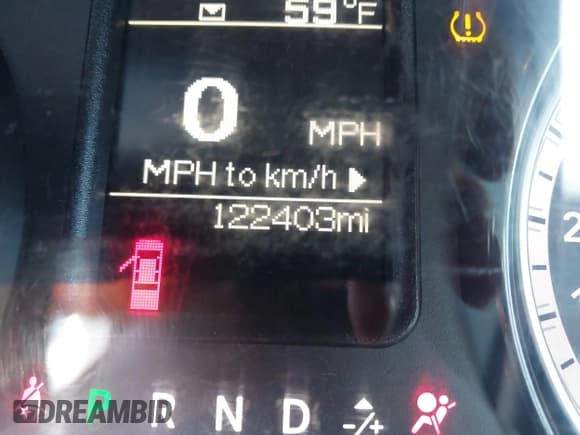 59°F
0
MPH
MPH to km/h
122403mi
P R N D -/+
DREAMBID